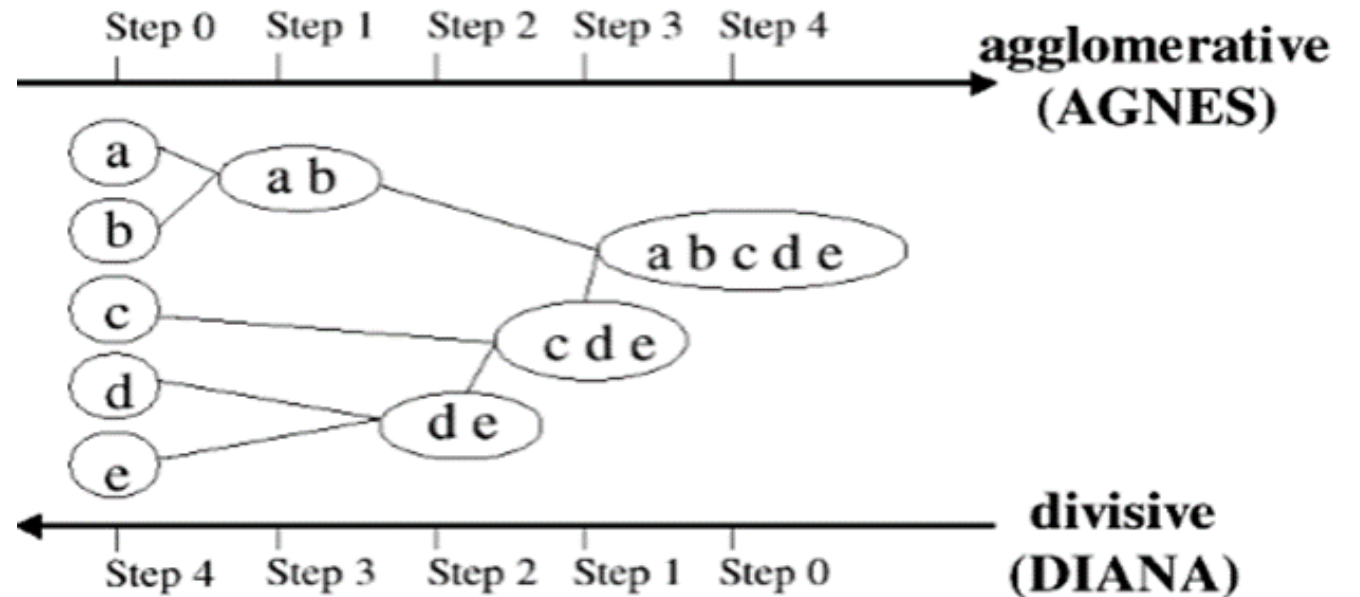 Step 0 Step 1 Step 2 Step 3 Step 4
agglomerative
(AGNES)
a
a b
b
a b c d e
c
c d e
d
d e
e
divisive
(DIANA)
Step 4 Step 3 Step 2 Step 1 Step 0